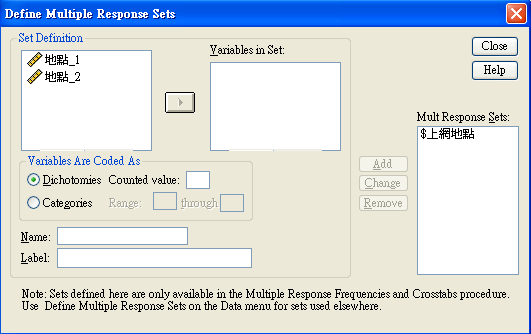 Define Multiple Response Sets
Set Definition
地點_1
地點_2
Variables in Set:
Close
Help
Mult Response Sets:
$上網地點
Variables Are Coded As
Dichotomies Counted value:
Categories Range: through
Add
Change
Remove
Name:
Label:
Note: Sets defined here are only available in the Multiple Response Frequencies and Crosstabs procedure.
Use Define Multiple Response Sets on the Data menu for sets used elsewhere.